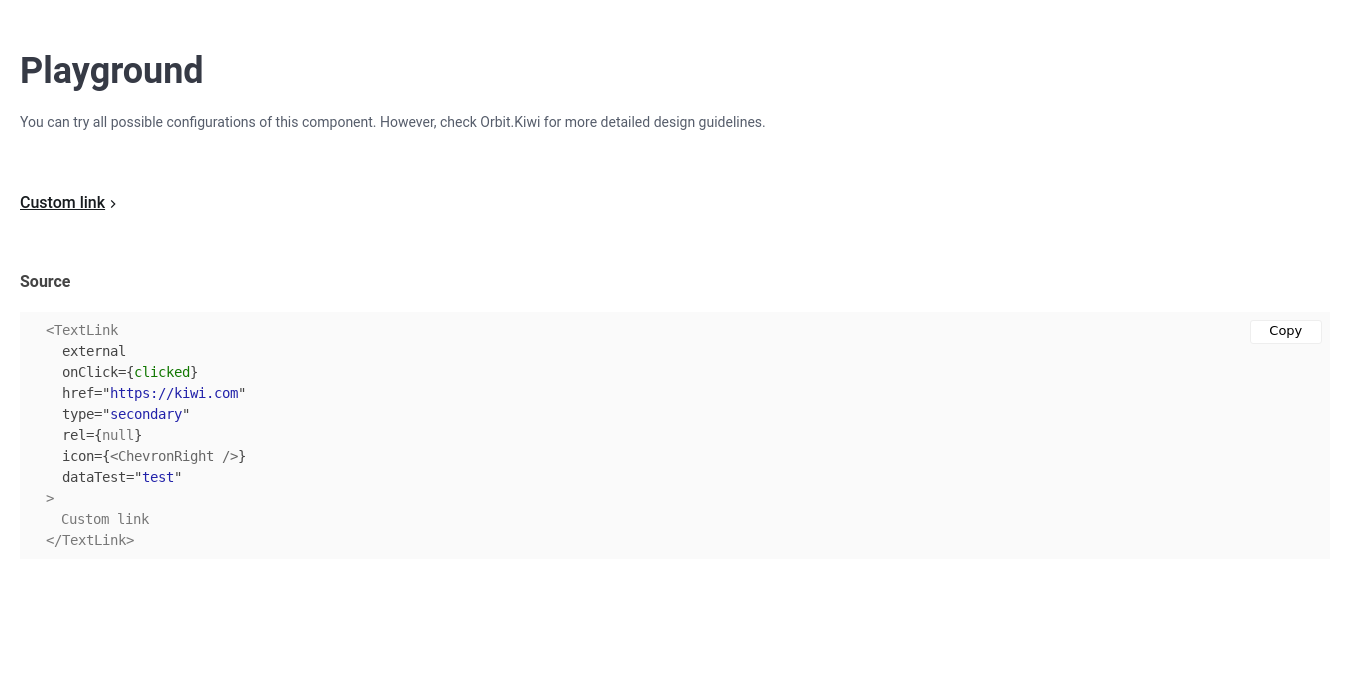 Playground
You can try all possible configurations of this component. However, check Orbit.Kiwi for more detailed design guidelines.
Custom link
Source
Copy
<TextLink
  external
  onClick={clicked}
  href="https://kiwi.com"
  type="secondary"
  rel={null}
  icon={<ChevronRight />}
  dataTest="test"
>
  Custom link
</TextLink>